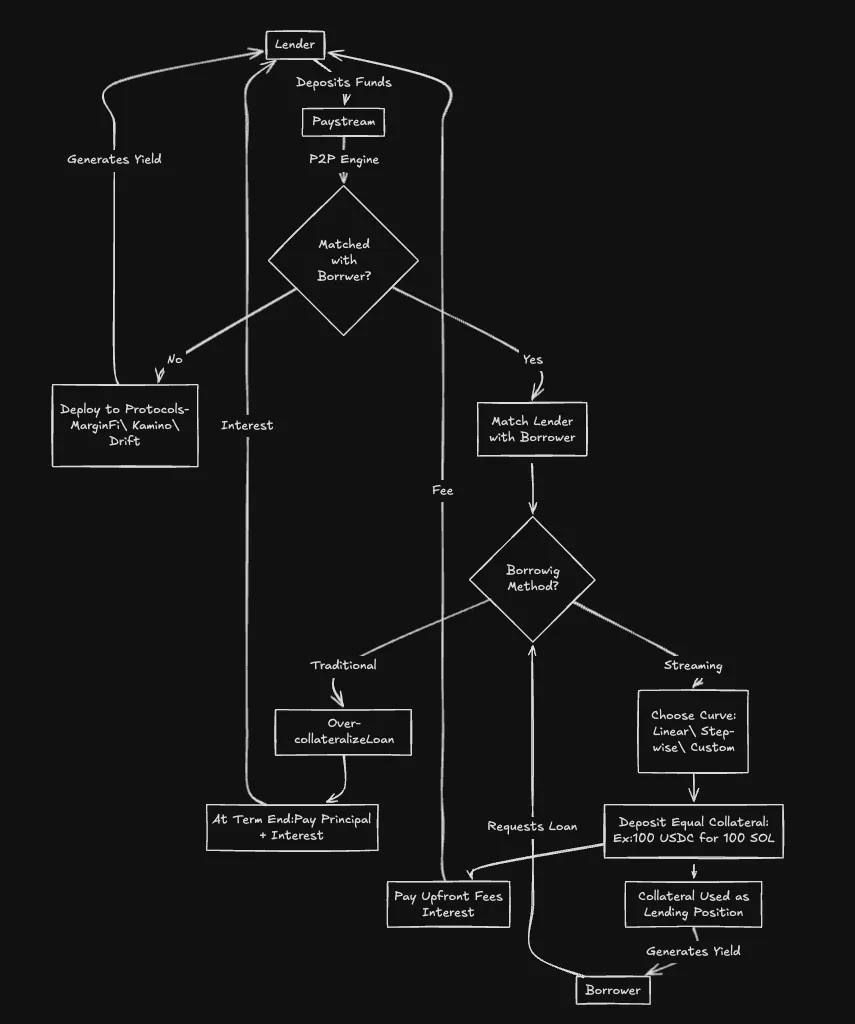 Lender
Deposits Funds
Paystream
Generates Yield
P2P Engine
Matched
with
Borrwer?
No
Yes
Deploy to Protocols-
MarginFi\ Kamino\
Drift
Interest
Match Lender
with Borrower
Fee
Borrowig
Method?
Traditional
Streaming
Over-
collateralizeLoan
Choose Curve:
Linear\ Step-
wise\ Custom
At Term End:Pay Principal
+ Interest
Requests Loan
Deposit Equal Collateral:
Ex:100 USDC for 100 SOL
Pay Upfront Fees
Interest
Collateral Used as
Lending Position
Generates Yield
Borrower